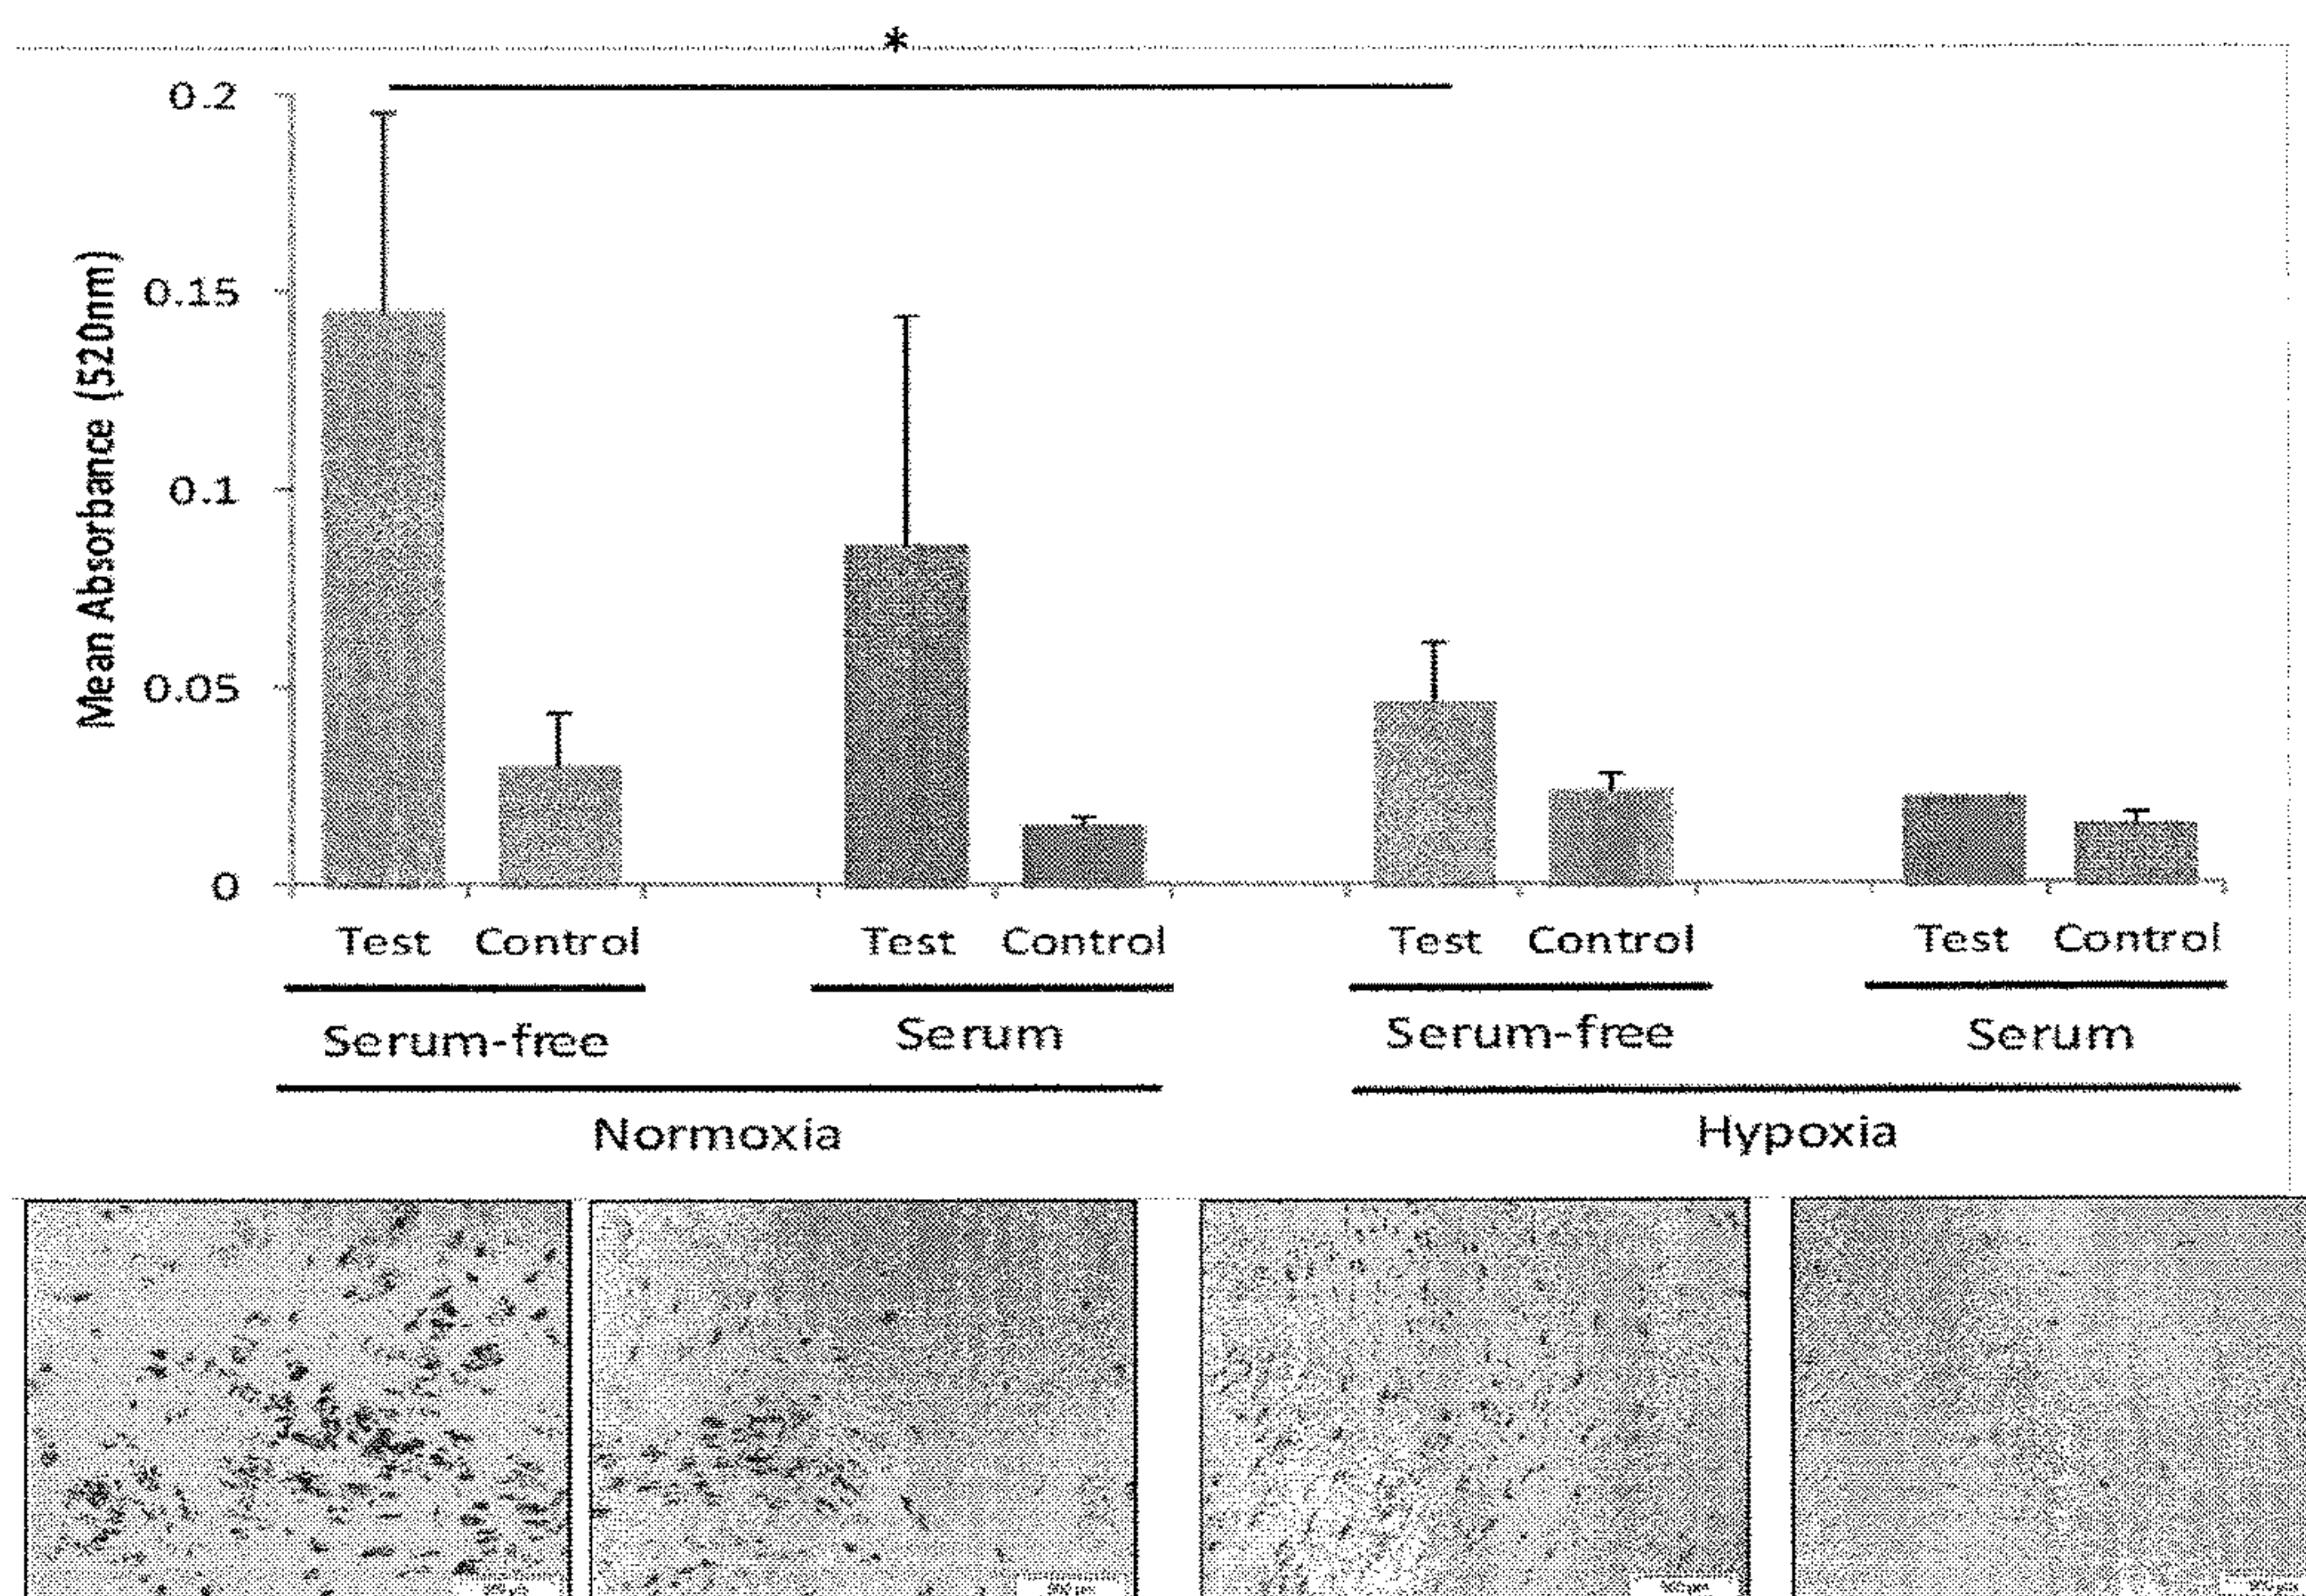 *
0.2
0.15
0.1
0.05
0
Mean Absorbance (520nm)
Test Control Test Control Test Control Test Control
Serum-free Serum Serum-free Serum
Normoxia Hypoxia